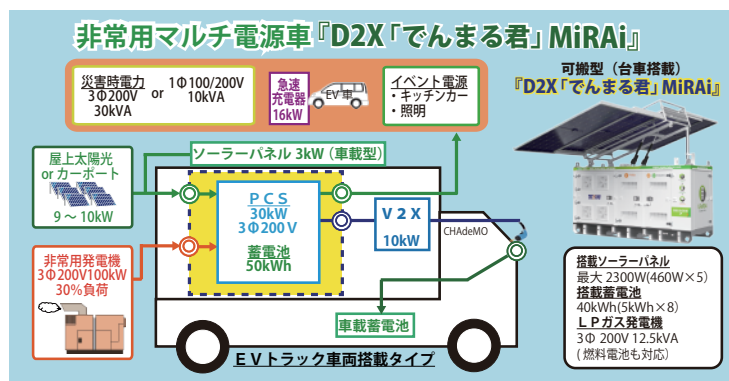 非常用マルチ電源車『D2X「でんまる君」MiRAi』
災害時電力
3Φ200V
30kVA
or
1Φ100/200V
10kVA
急速
充電器
16kW
EV車
イベント電源
・キッチンカー
・照明
可搬型（台車搭載）
『D2X「でんまる君」MiRAi』
屋上太陽光
or カーポート
9～10kW
ソーラーパネル 3kW（車載型）
PCS
30kW
3Φ200V
蓄電池
50kWh
V2X
10kW
CHAdeMO
非常用発電機
3Φ200V100kW
30%負荷
車載蓄電池
EVトラック車両搭載タイプ
搭載ソーラーパネル
最大 2300W(460W×5)
搭載蓄電池
40kWh(5kWh×8)
LPガス発電機
3Φ 200V 12.5kVA
(燃料電池も対応)